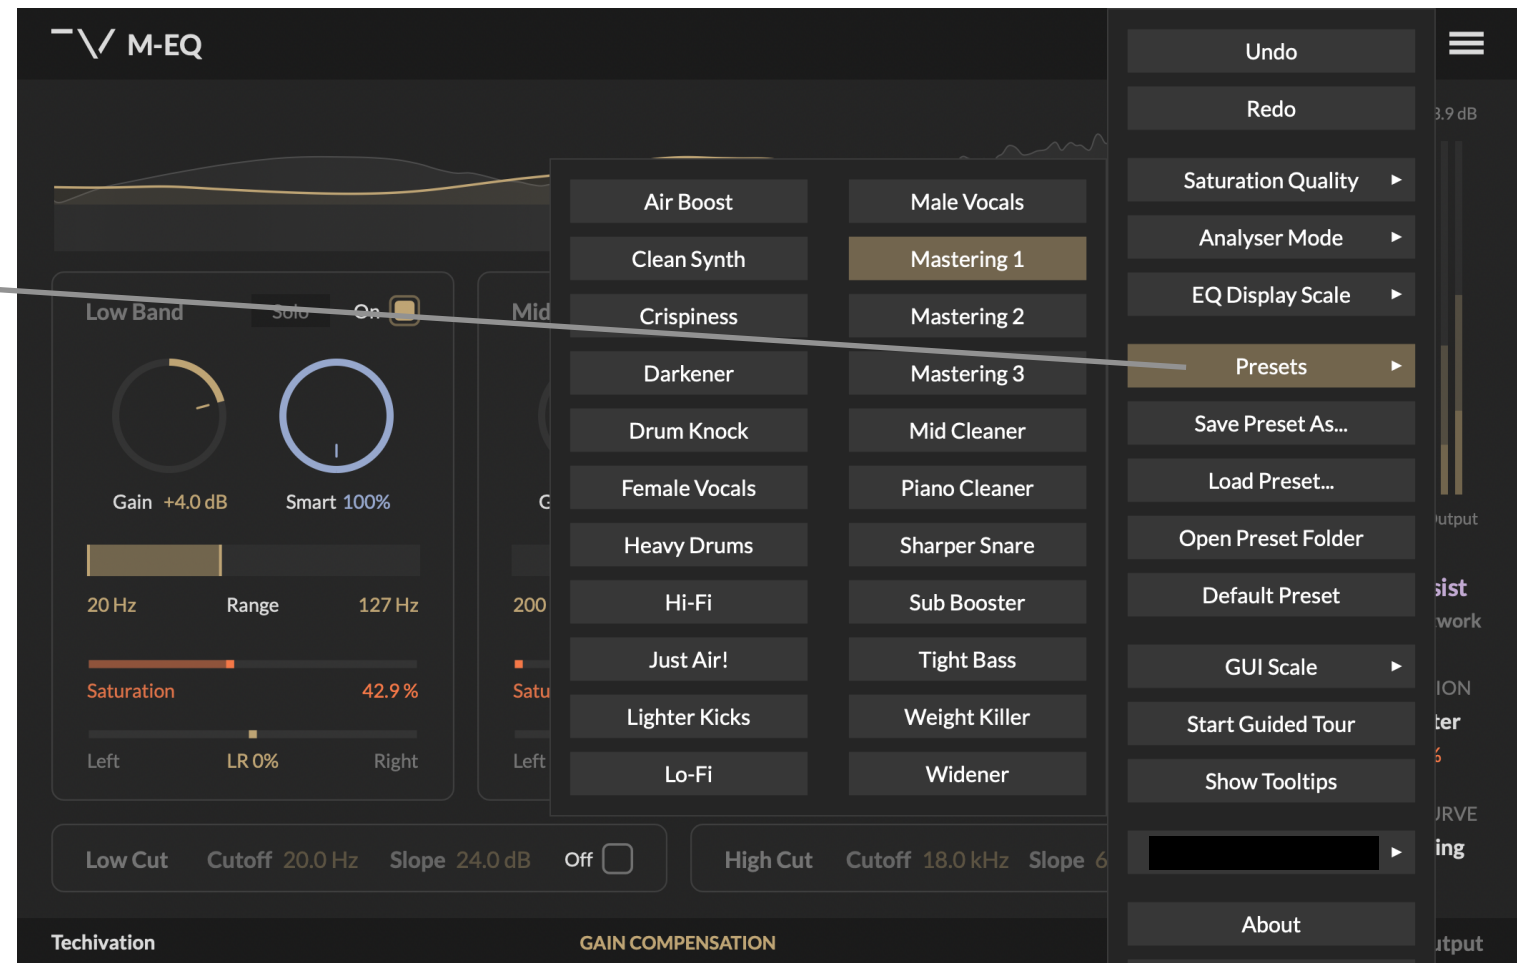 M-EQ
Undo
Redo
Saturation Quality
Analyser Mode
EQ Display Scale
Presets
Save Preset As...
Load Preset...
Open Preset Folder
Default Preset
GUI Scale
Start Guided Tour
Show Tooltips
About
Air Boost
Male Vocals
Clean Synth
Mastering 1
Crispiness
Mastering 2
Darkener
Mastering 3
Drum Knock
Mid Cleaner
Female Vocals
Piano Cleaner
Heavy Drums
Sharper Snare
Hi-Fi
Sub Booster
Just Air!
Tight Bass
Lighter Kicks
Weight Killer
Lo-Fi
Widener
Low Band Solo On
Gain +4.0 dB Smart 100%
20 Hz Range 127 Hz
Saturation 42.9 %
Left LR 0% Right
Mid
200
Left
Low Cut Cutoff 20.0 Hz Slope 24.0 dB Off
High Cut Cutoff 18.0 kHz Slope 6
Techivation GAIN COMPENSATION